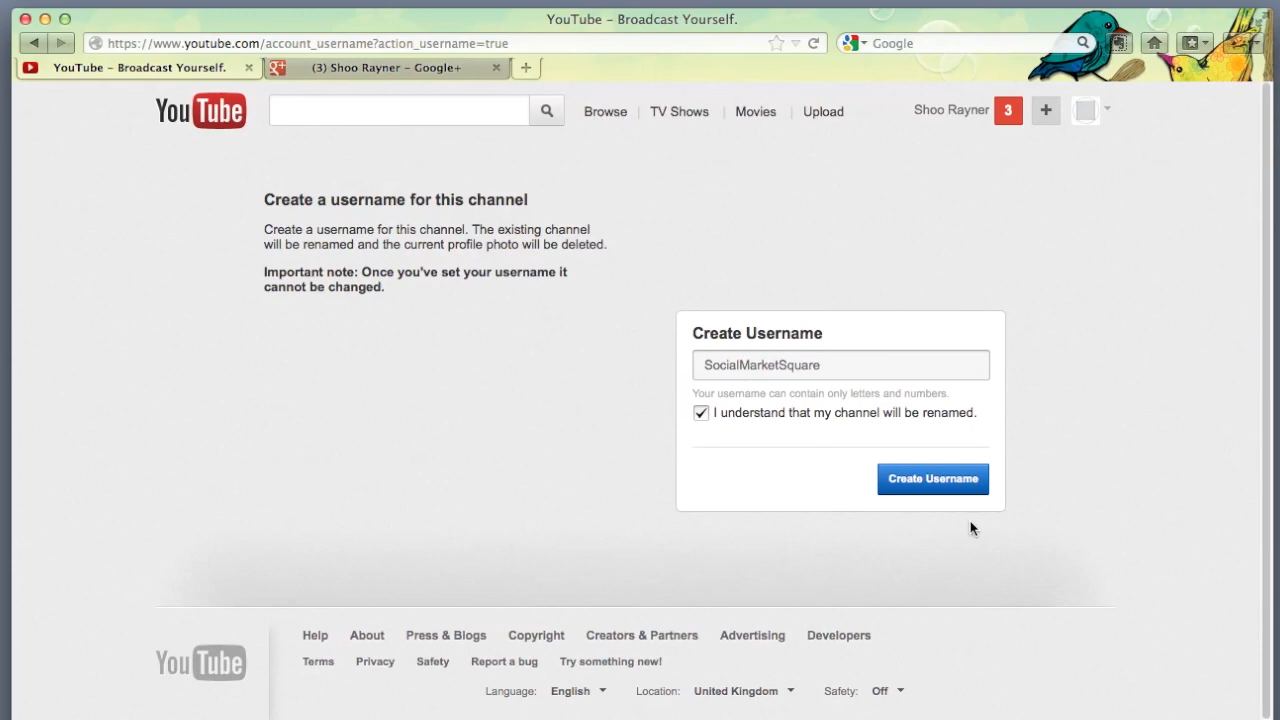 YouTube – Broadcast Yourself.
https://www.youtube.com/account_username?action_username=true
Google
YouTube – Broadcast Yourself.
(3) Shoo Rayner – Google+
YouTube
Browse
TV Shows
Movies
Upload
Shoo Rayner
3
Create a username for this channel
Create a username for this channel. The existing channel
will be renamed and the current profile photo will be deleted.
Important note: Once you've set your username it
cannot be changed.
Create Username
SocialMarketSquare
Your username can contain only letters and numbers.
I understand that my channel will be renamed.
Create Username
YouTube
Help
About
Press & Blogs
Copyright
Creators & Partners
Advertising
Developers
Terms
Privacy
Safety
Report a bug
Try something new!
Language: English
Location: United Kingdom
Safety: Off